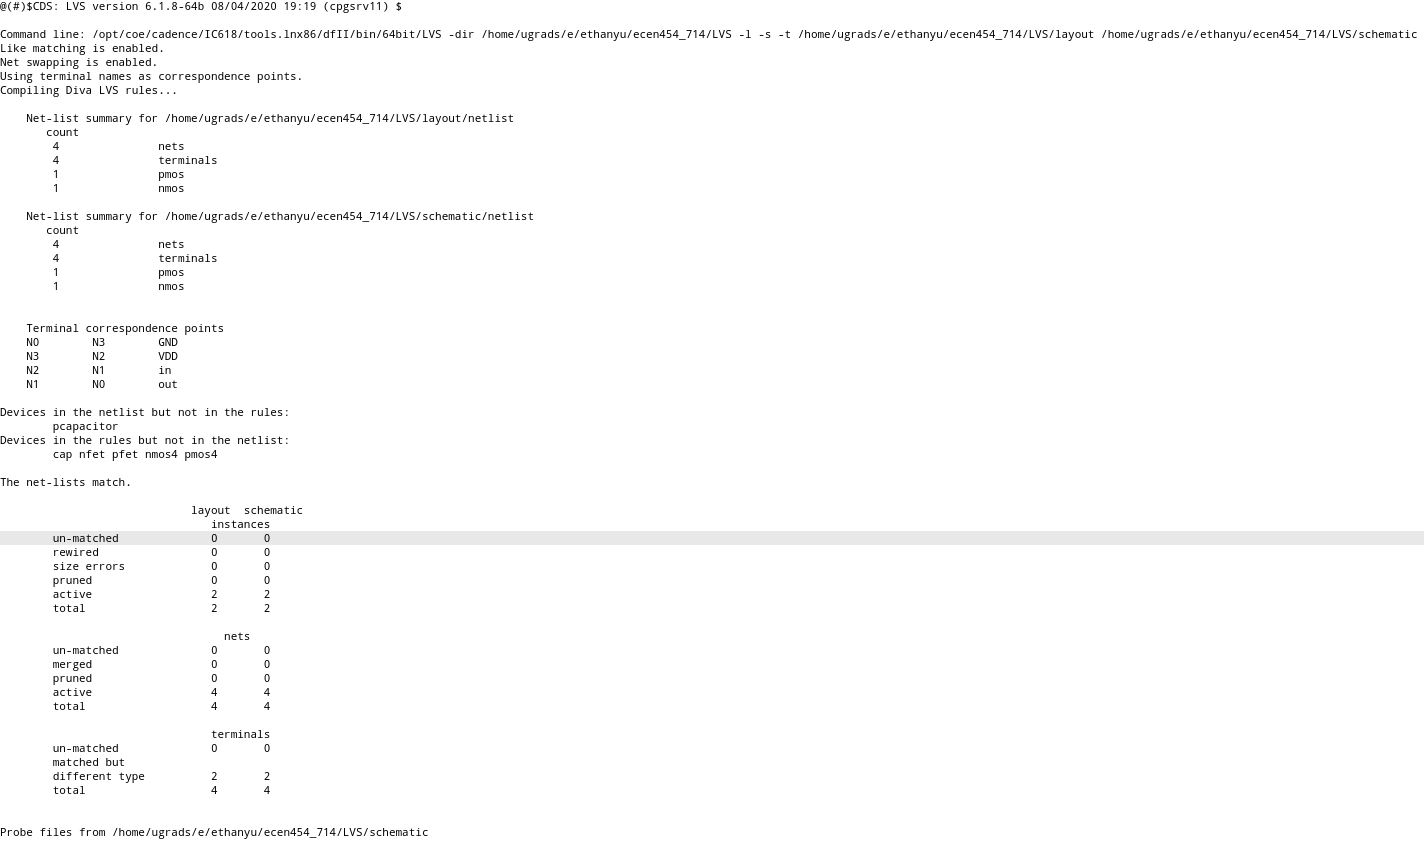 @(#)$CDS: LVS version 6.1.8-64b 08/04/2020 19:19 (cpgsrv11) $
Command line: /opt/coe/cadence/IC618/tools.lnx86/dfII/bin/64bit/LVS -dir /home/ugrads/e/ethanyu/ecen454_714/LVS -l -s -t /home/ugrads/e/ethanyu/ecen454_714/LVS/layout /home/ugrads/e/ethanyu/ecen454_714/LVS/schematic
Like matching is enabled.
Net swapping is enabled.
Using terminal names as correspondence points.
Compiling Diva LVS rules...
Net-list summary for /home/ugrads/e/ethanyu/ecen454_714/LVS/layout/netlist
count
4 nets
4 terminals
1 pmos
1 nmos
Net-list summary for /home/ugrads/e/ethanyu/ecen454_714/LVS/schematic/netlist
count
4 nets
4 terminals
1 pmos
1 nmos
Terminal correspondence points
N0 N3 GND
N3 N2 VDD
N2 N1 in
N1 N0 out
Devices in the netlist but not in the rules:
pcapacitor
Devices in the rules but not in the netlist:
cap nfet pfet nmos4 pmos4
The net-lists match.
layout schematic
instances
un-matched 0 0
rewired 0 0
size errors 0 0
pruned 0 0
active 2 2
total 2 2
nets
un-matched 0 0
merged 0 0
pruned 0 0
active 4 4
total 4 4
terminals
un-matched 0 0
matched but
different type 2 2
total 4 4
Probe files from /home/ugrads/e/ethanyu/ecen454_714/LVS/schematic